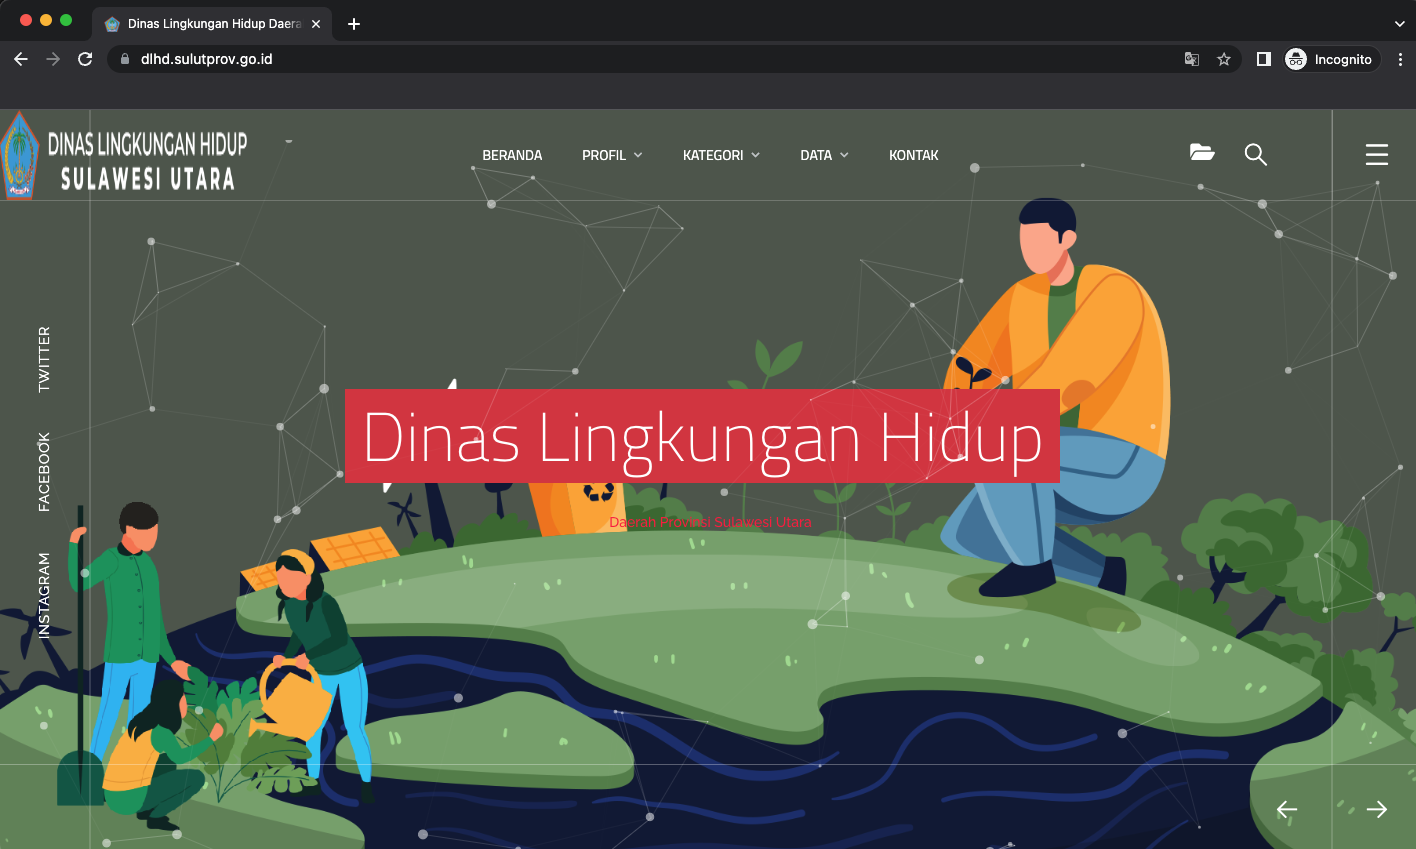 Dinas Lingkungan Hidup Daera
dlhd.sulutprov.go.id
Incognito
DINAS LINGKUNGAN HIDUP
SULAWESI UTARA
BERANDA
PROFIL
KATEGORI
DATA
KONTAK
TWITTER
FACEBOOK
INSTAGRAM
Dinas Lingkungan Hidup
Daerah Provinsi Sulawesi Utara